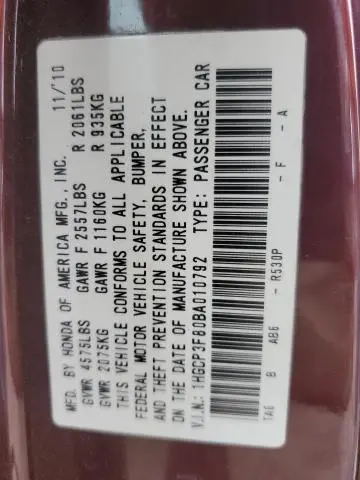 MFD. BY HONDA OF AMERICA MFG., INC. 11/'10
GVWR 4575LBS GAWR F 2557LBS R 2061LBS
GVWR 2075KG GAWR F 1160KG R 935KG
THIS VEHICLE CONFORMS TO ALL APPLICABLE
FEDERAL MOTOR VEHICLE SAFETY, BUMPER,
AND THEFT PREVENTION STANDARDS IN EFFECT
ON THE DATE OF MANUFACTURE SHOWN ABOVE.
V.I.N.: 1HGCP3F80BA010792 TYPE: PASSENGER CAR
TAG B AB6 - R530P - F - A